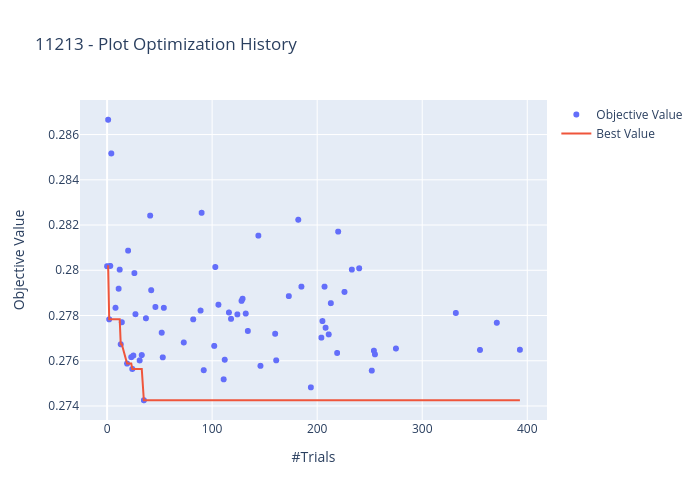 11213 - Plot Optimization History
Objective Value
Best Value
0.286
0.284
0.282
0.28
0.278
0.276
0.274
Objective Value
0
100
200
300
400
#Trials